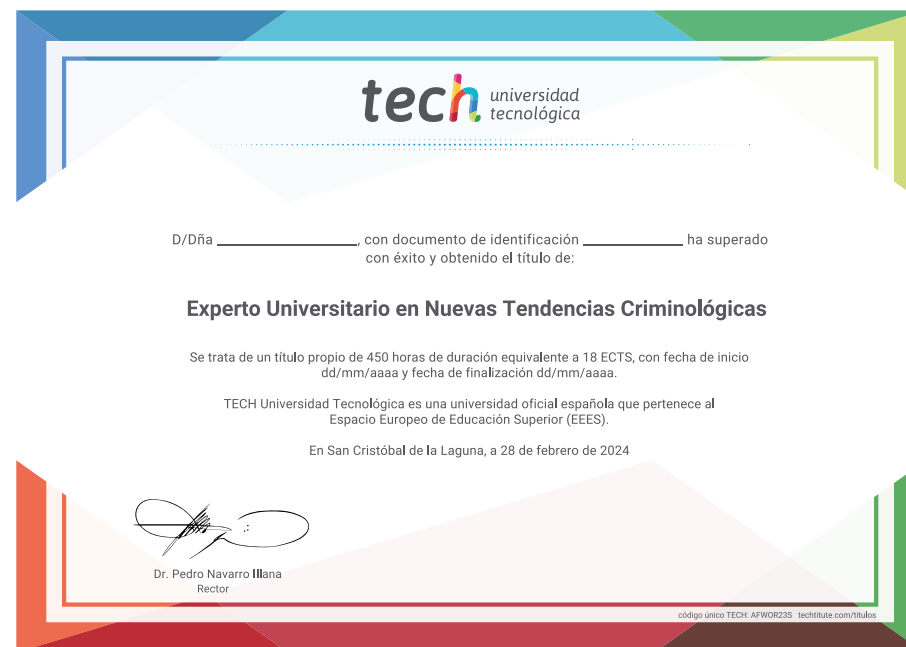 tech universidad
tecnológica
D/Dña ____________________, con documento de identificación ______________ ha superado
con éxito y obtenido el título de:
Experto Universitario en Nuevas Tendencias Criminológicas
Se trata de un título propio de 450 horas de duración equivalente a 18 ECTS, con fecha de inicio
dd/mm/aaaa y fecha de finalización dd/mm/aaaa.
TECH Universidad Tecnológica es una universidad oficial española que pertenece al
Espacio Europeo de Educación Superior (EEES).
En San Cristóbal de la Laguna, a 28 de febrero de 2024
Dr. Pedro Navarro Illana
Rector
código único TECH: AFWOR23S techtitute.com/titulos